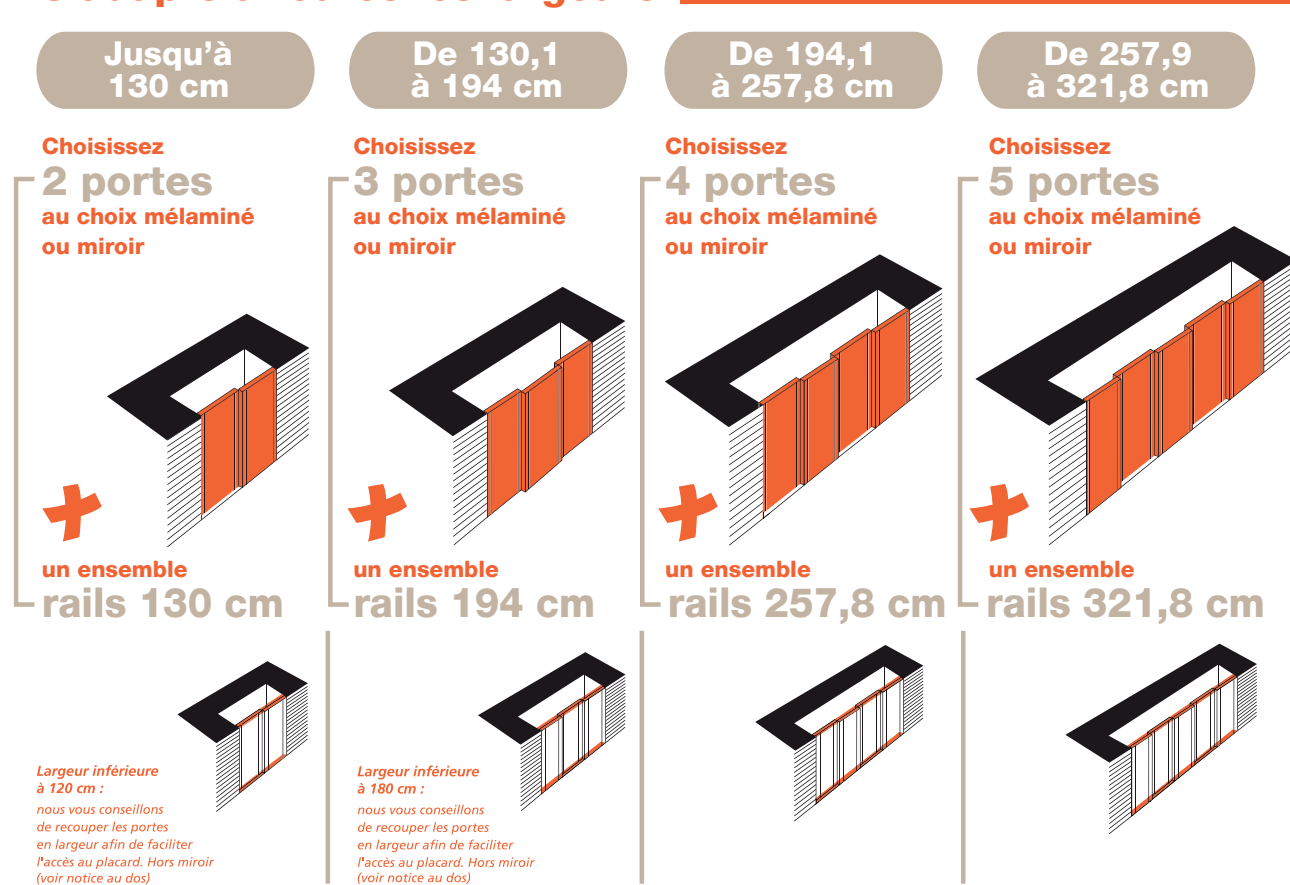 Jusqu'à
130 cm
Choisissez
2 portes
au choix mélaminé
ou miroir
un ensemble
rails 130 cm
Largeur inférieure
à 120 cm :
nous vous conseillons
de recouper les portes
en largeur afin de faciliter
l'accès au placard. Hors miroir
(voir notice au dos)
De 130,1
à 194 cm
Choisissez
3 portes
au choix mélaminé
ou miroir
un ensemble
rails 194 cm
Largeur inférieure
à 180 cm :
nous vous conseillons
de recouper les portes
en largeur afin de faciliter
l'accès au placard. Hors miroir
(voir notice au dos)
De 194,1
à 257,8 cm
Choisissez
4 portes
au choix mélaminé
ou miroir
un ensemble
rails 257,8 cm
De 257,9
à 321,8 cm
Choisissez
5 portes
au choix mélaminé
ou miroir
un ensemble
rails 321,8 cm